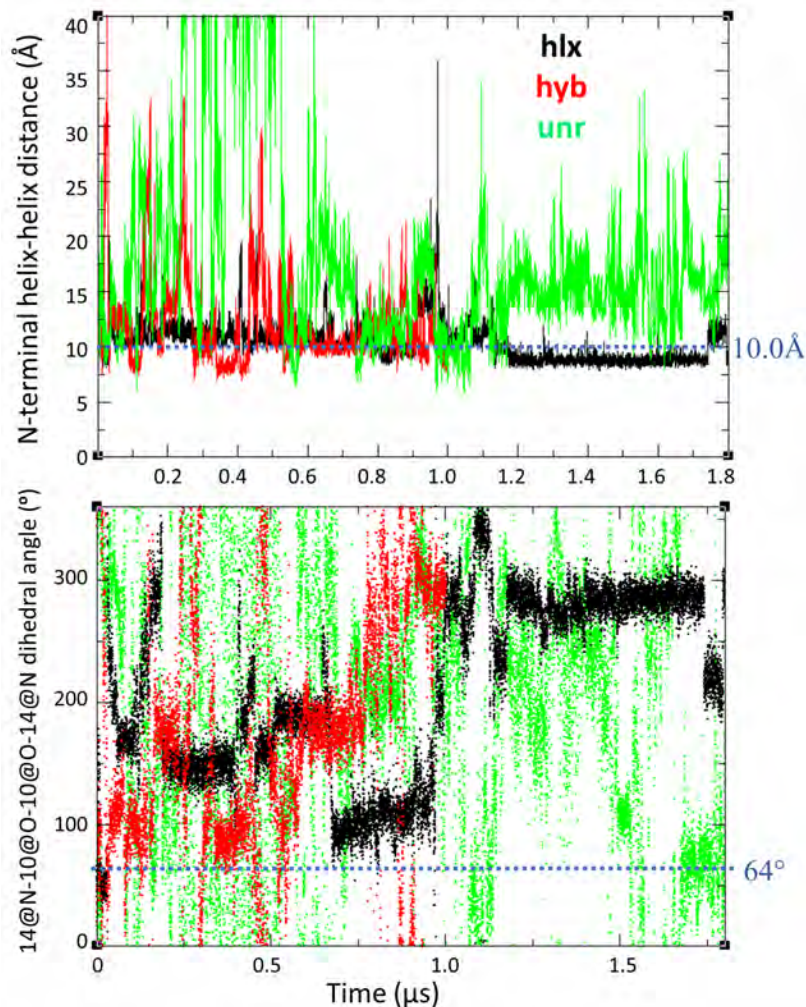 N-terminal helix-helix distance (Å)
40
35
30
25
20
15
10
5
0
hlx
hyb
unr
10.0Å
0.2 0.4 0.6 0.8 1.0 1.2 1.4 1.6 1.8
14@N-10@O-10@O-14@N dihedral angle (º)
300
200
100
0
64°
0 0.5 1.0 1.5
Time (µs)